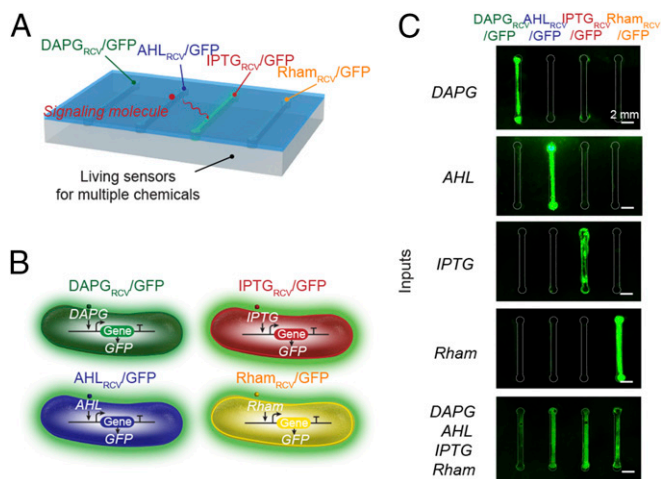 A
DAPGRCV/GFP
AHLRCV/GFP
IPTGRCV/GFP
RhamRCV/GFP
Signaling molecule
Living sensors
for multiple chemicals
B
DAPGRCV/GFP
DAPG
Gene
GFP
IPTGRCV/GFP
IPTG
Gene
GFP
AHLRCV/GFP
AHL
Gene
GFP
RhamRCV/GFP
Rham
Gene
GFP
C
DAPGRCV AHLRCV IPTGRCV RhamRCV
/GFP /GFP /GFP /GFP
Inputs
DAPG
2 mm
AHL
IPTG
Rham
DAPG
AHL
IPTG
Rham